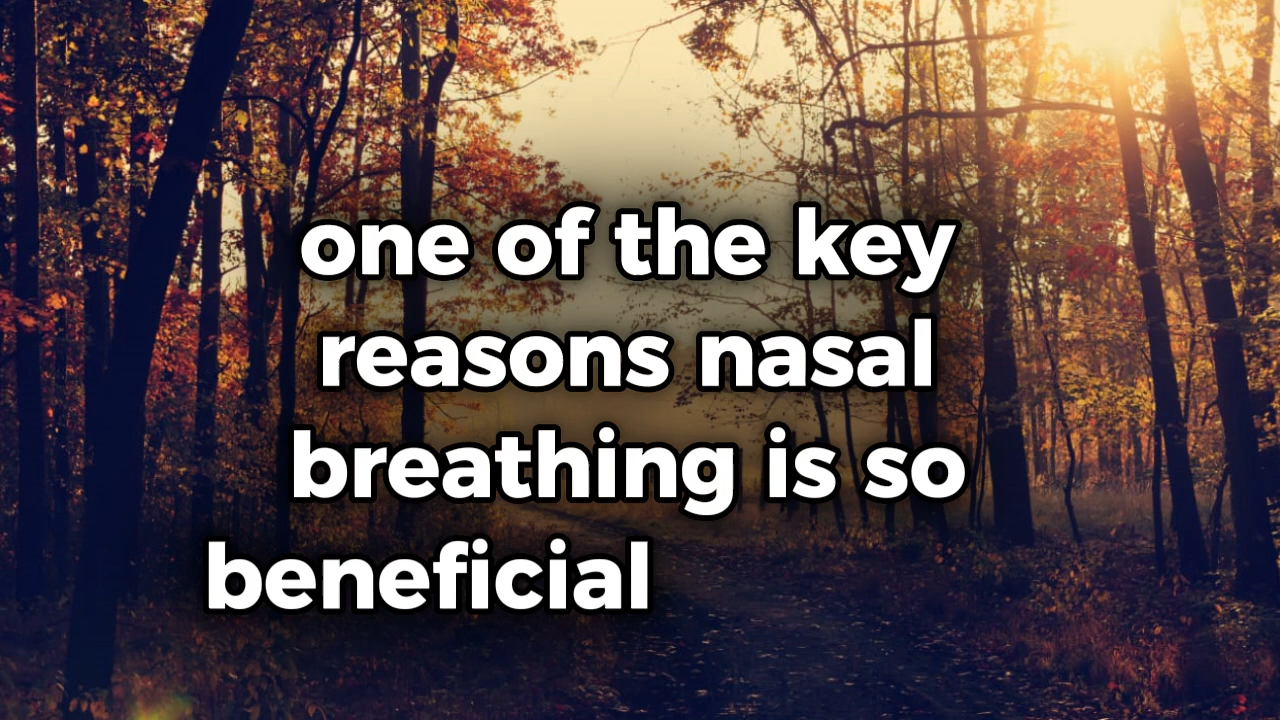 one of the key
reasons nasal
breathing is so
beneficial